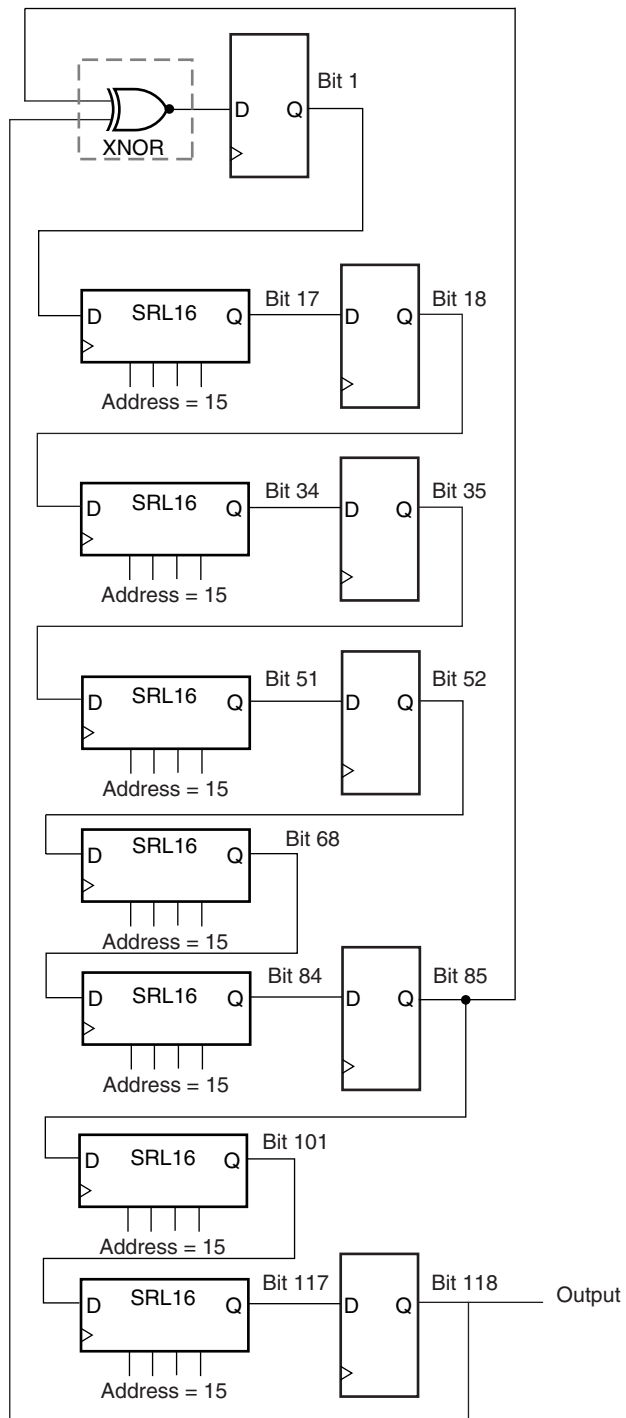 Bit 1
D Q
XNOR
D SRL16 Q Bit 17 D Q Bit 18
Address = 15
D SRL16 Q Bit 34 D Q Bit 35
Address = 15
D SRL16 Q Bit 51 D Q Bit 52
Address = 15
D SRL16 Q Bit 68
Address = 15
D SRL16 Q Bit 84 D Q Bit 85
Address = 15
D SRL16 Q Bit 101
Address = 15
D SRL16 Q Bit 117 D Q Bit 118 Output
Address = 15